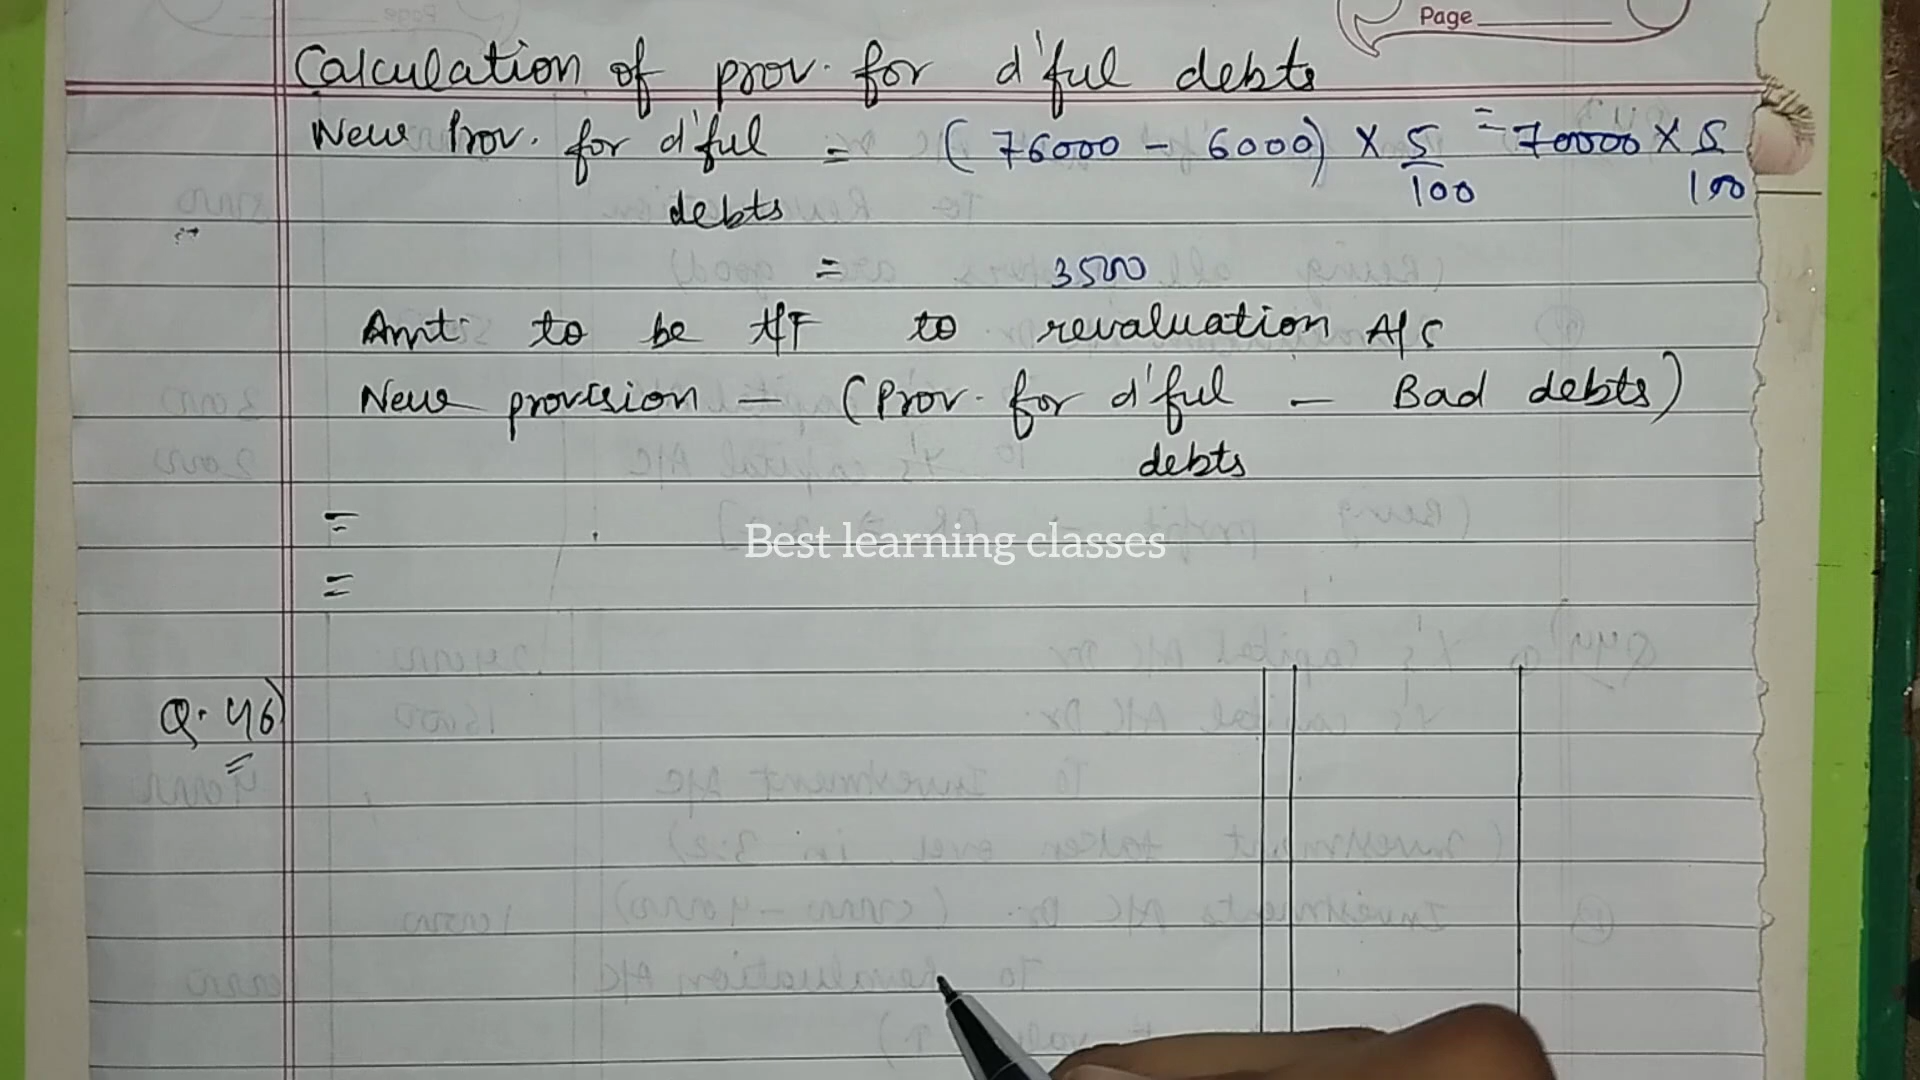 Page
Calculation of prov. for d'ful debts
New Prov. for d'ful debts = (76000 - 6000) × 5/100 = 70000 × 5/100
= 3500
Amt. to be t/f to revaluation A/c
New provision - (Prov. for d'ful debts - Bad debts)
=
Best learning classes
=
Q. 46)